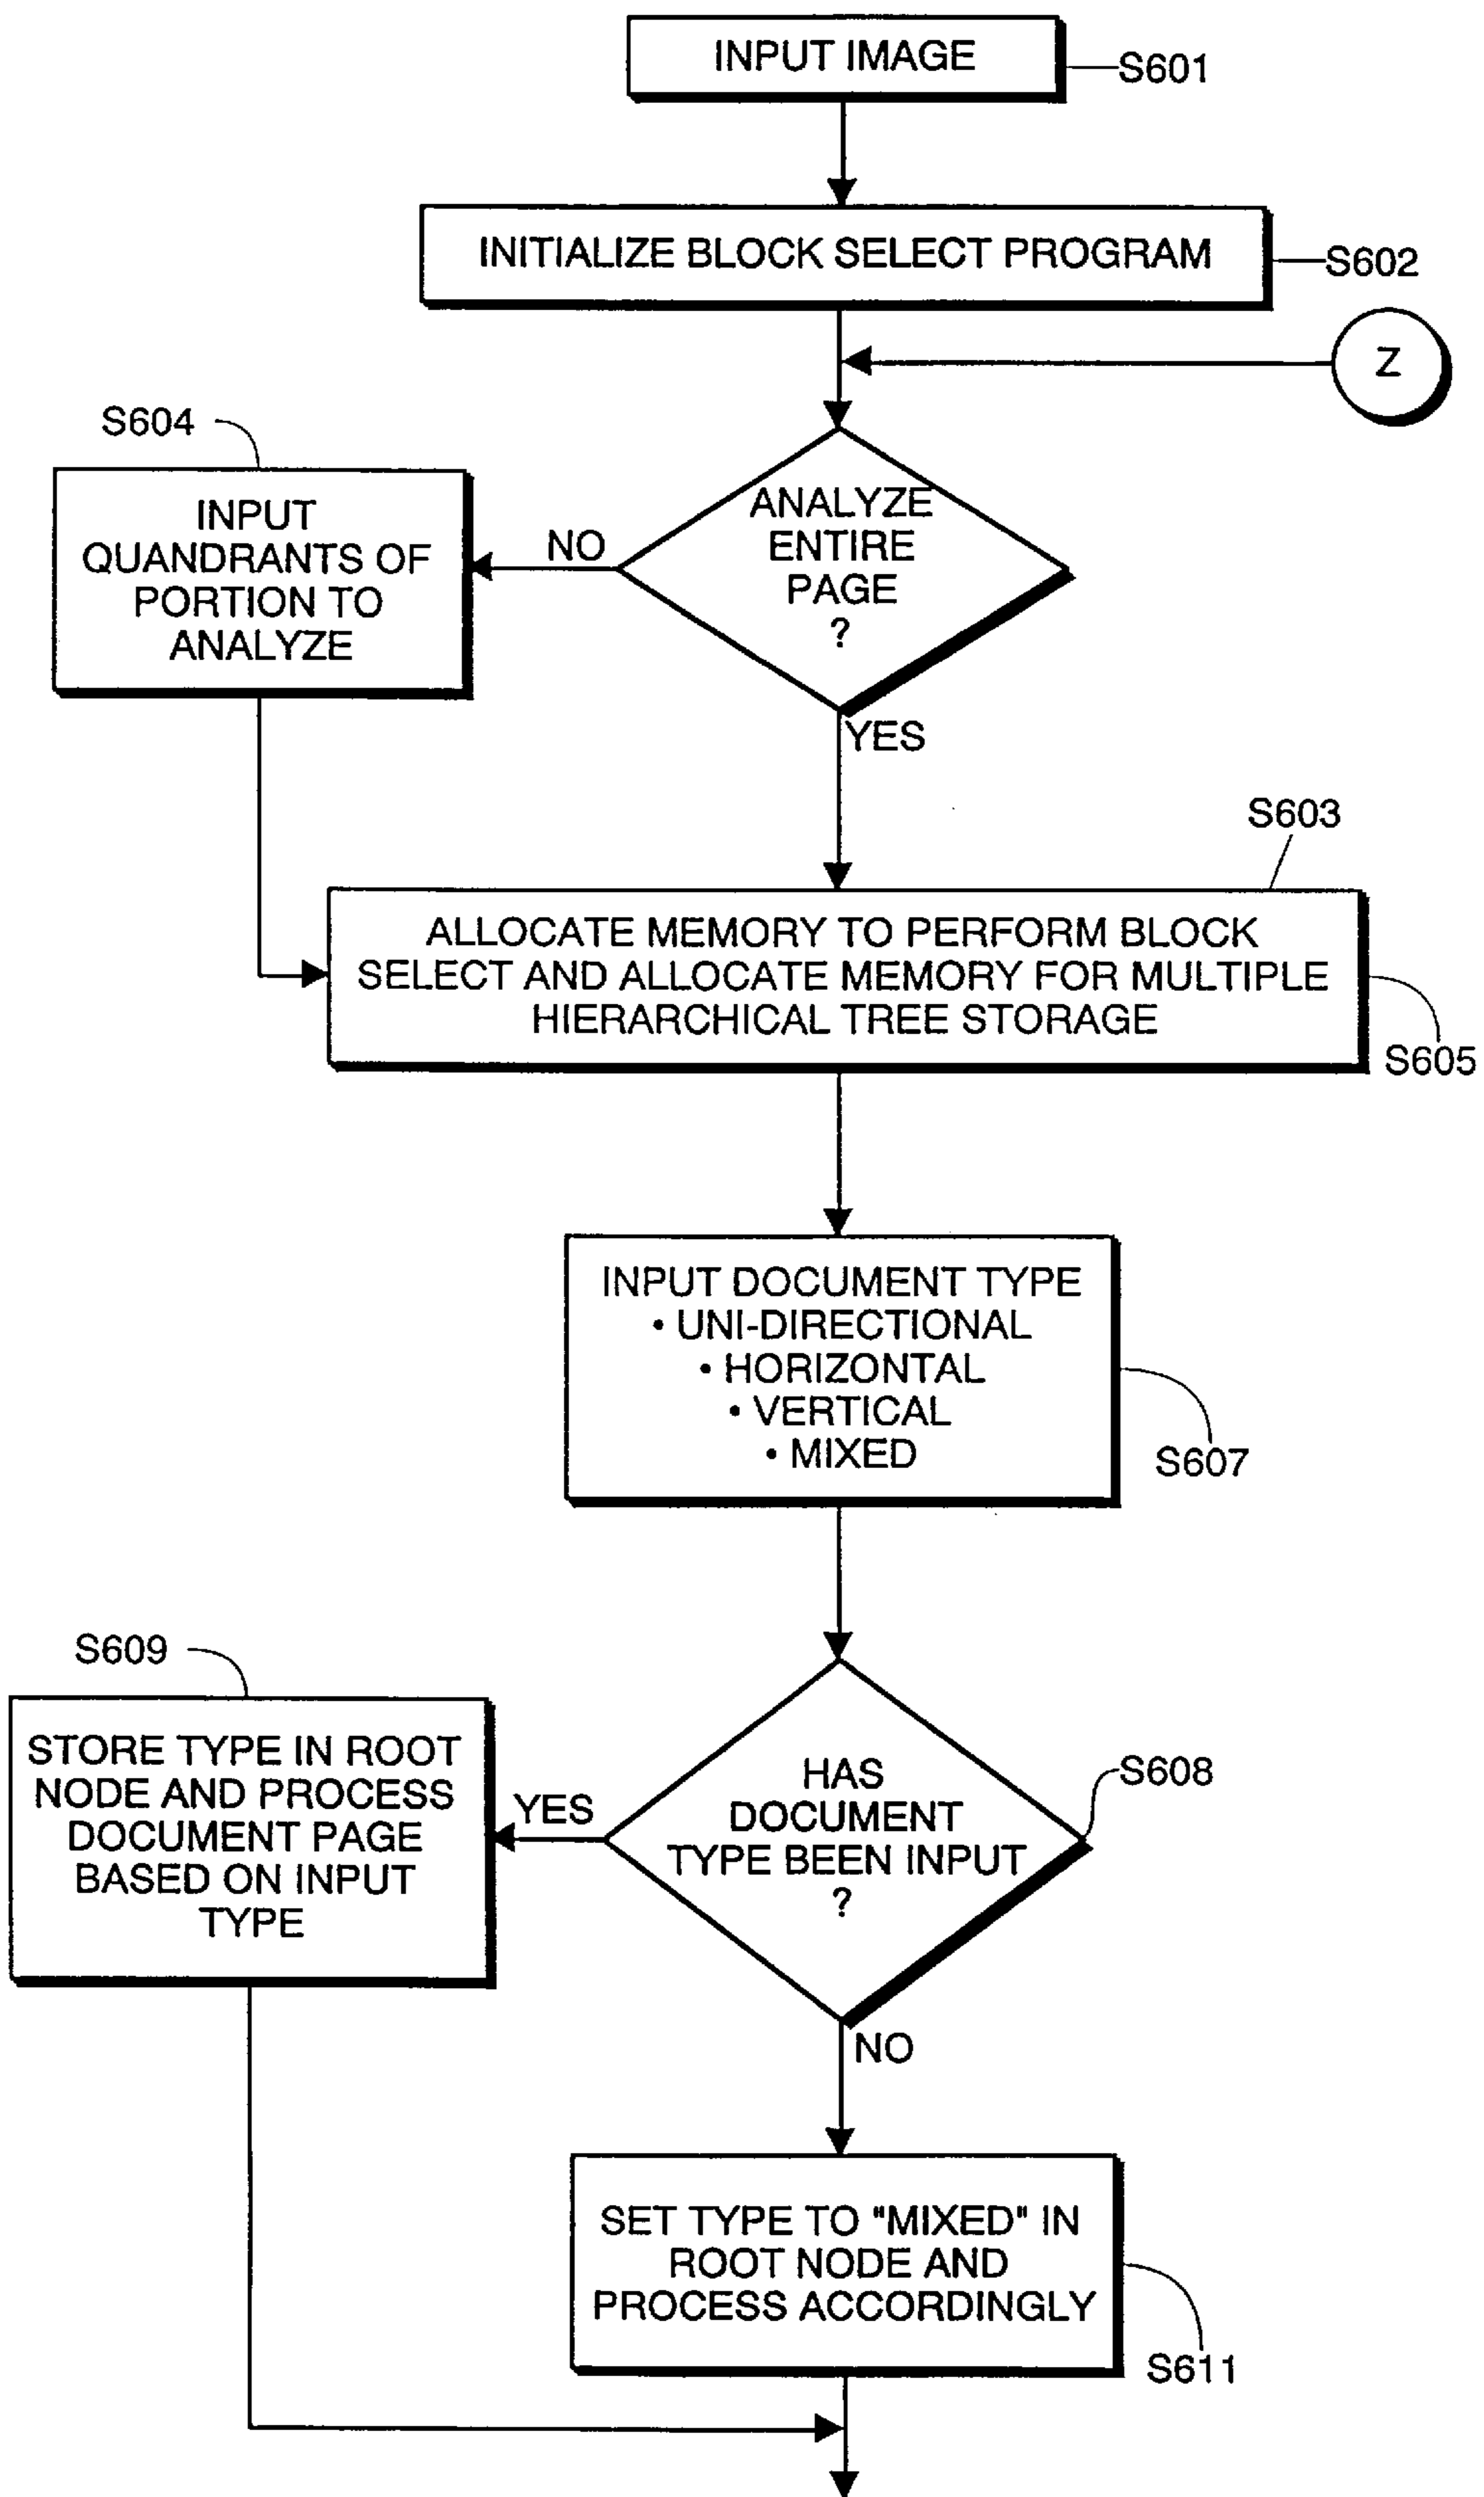 INPUT IMAGE
S601
INITIALIZE BLOCK SELECT PROGRAM
S602
Z
S604
INPUT
QUANDRANTS OF
PORTION TO
ANALYZE
NO
ANALYZE
ENTIRE
PAGE
?
YES
S603
ALLOCATE MEMORY TO PERFORM BLOCK
SELECT AND ALLOCATE MEMORY FOR MULTIPLE
HIERARCHICAL TREE STORAGE
S605
INPUT DOCUMENT TYPE
• UNI-DIRECTIONAL
• HORIZONTAL
• VERTICAL
• MIXED
S607
S609
STORE TYPE IN ROOT
NODE AND PROCESS
DOCUMENT PAGE
BASED ON INPUT
TYPE
YES
HAS
DOCUMENT
TYPE BEEN INPUT
?
S608
NO
SET TYPE TO "MIXED" IN
ROOT NODE AND
PROCESS ACCORDINGLY
S611